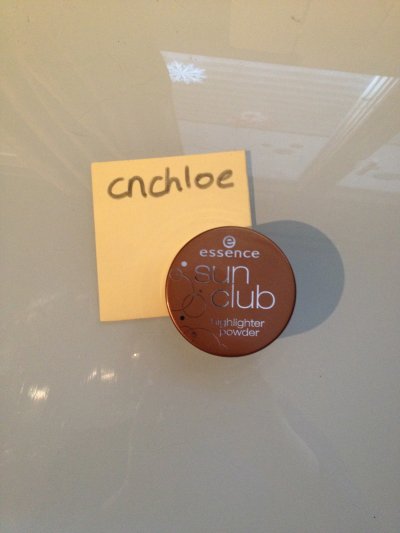 cnchloe
essence
sun
club
highlighter
powder